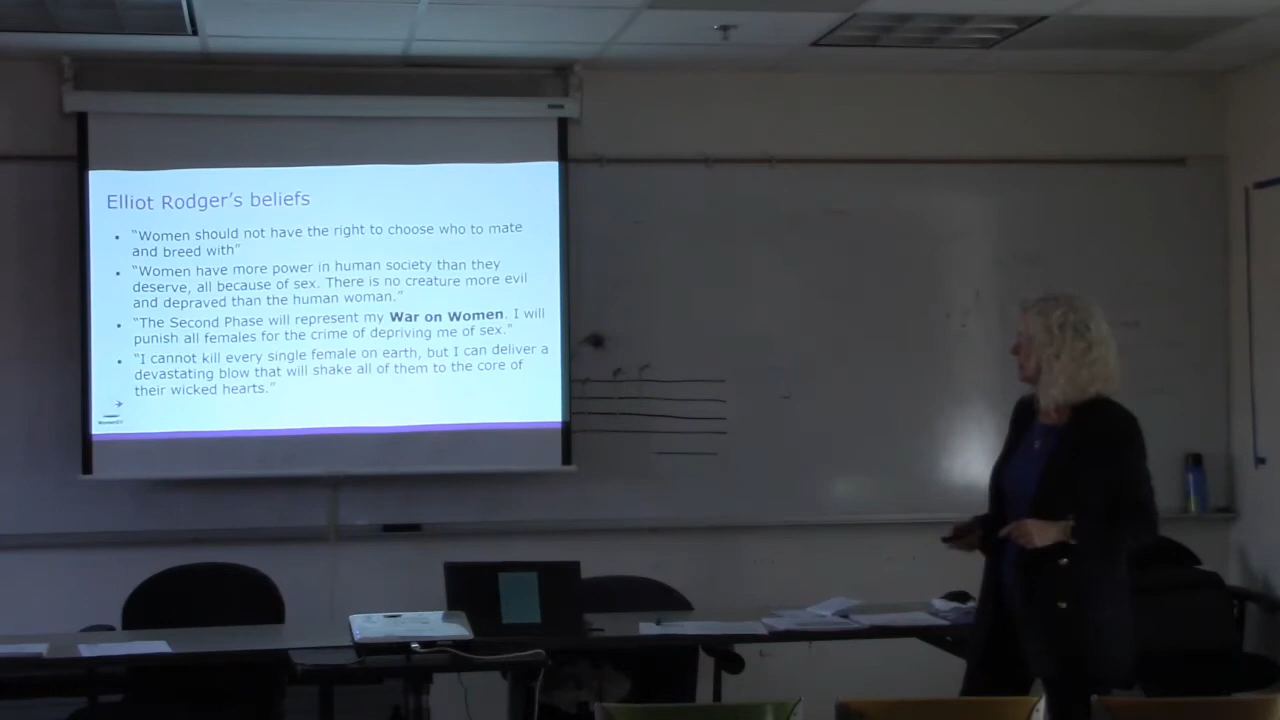 Elliot Rodger's beliefs
• "Women should not have the right to choose who to mate
and breed with"
• "Women have more power in human society than they
deserve, all because of sex. There is no creature more evil
and depraved than the human woman."
• "The Second Phase will represent my War on Women. I will
punish all females for the crime of depriving me of sex."
• "I cannot kill every single female on earth, but I can deliver a
devastating blow that will shake all of them to the core of
their wicked hearts."